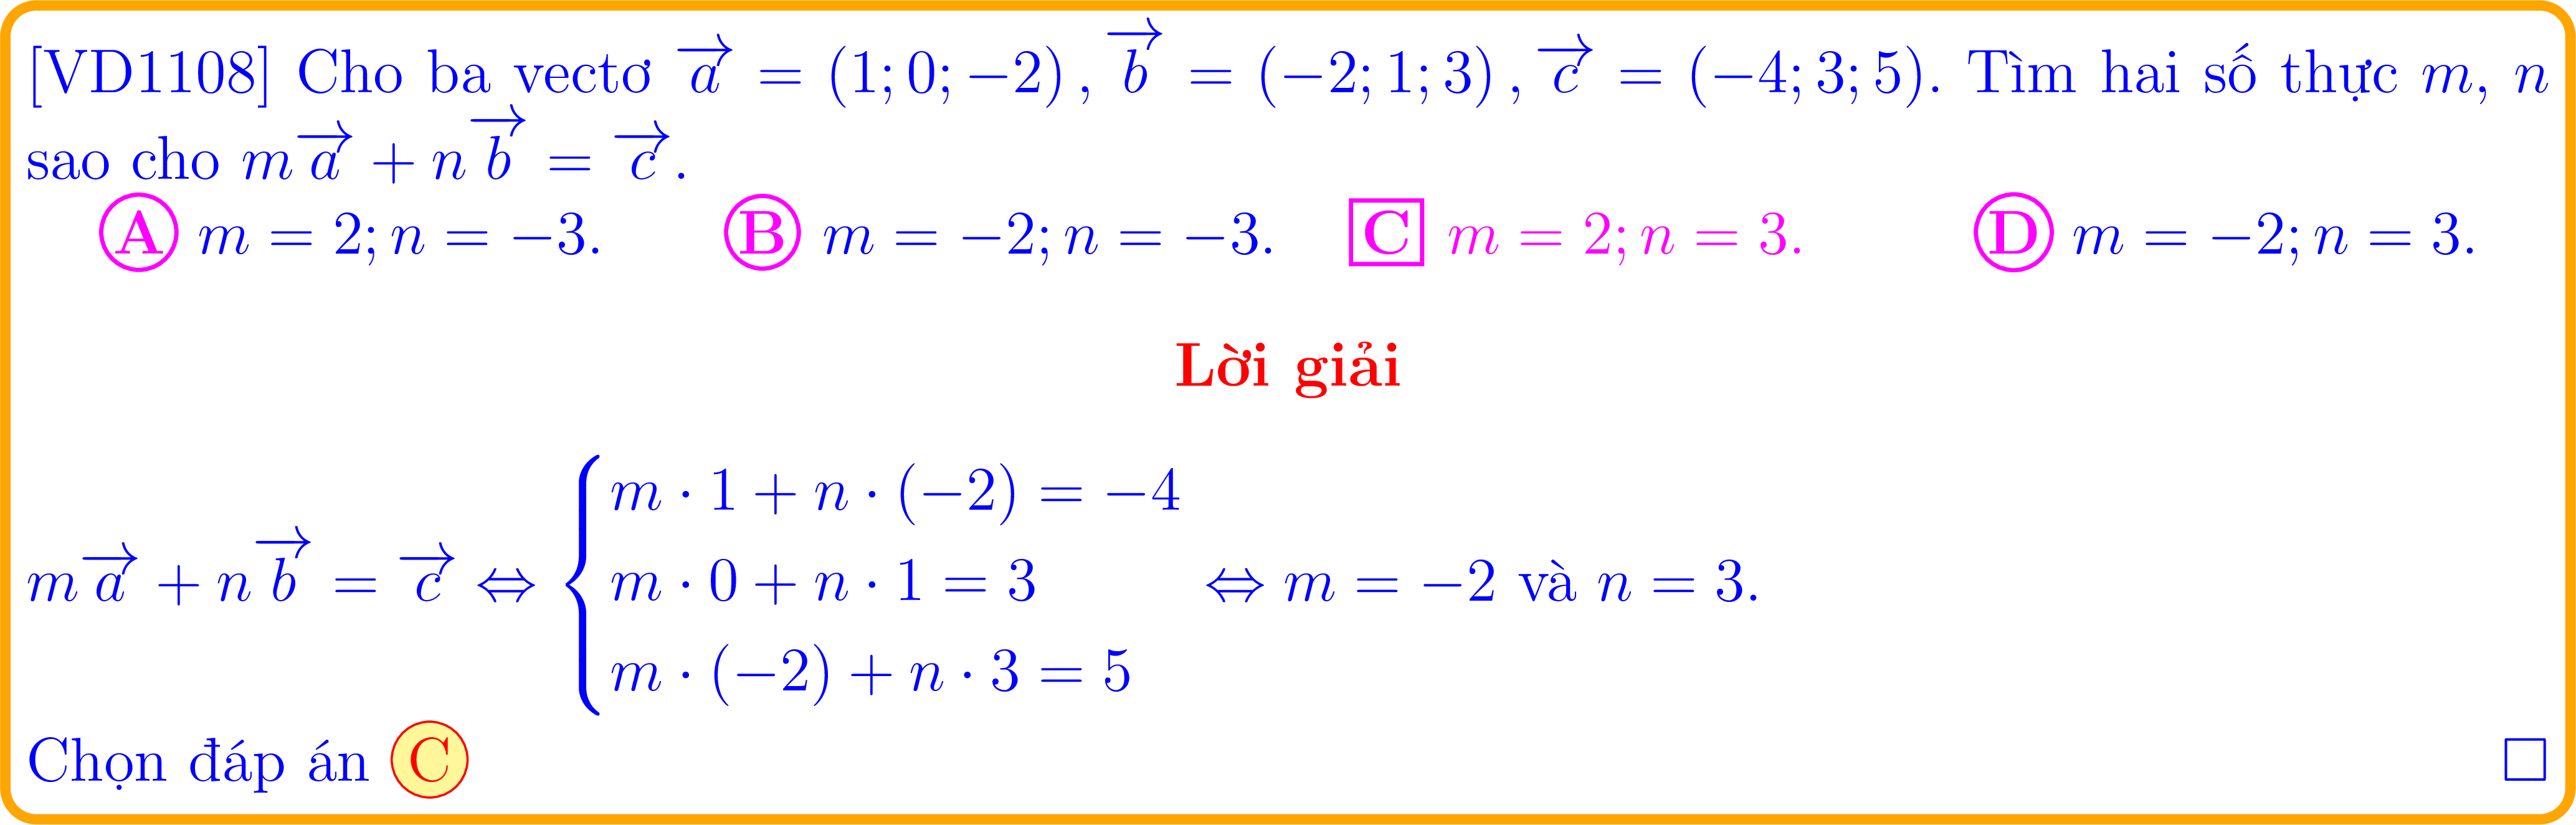 [VD1108] Cho ba vectơ $\overrightarrow{a} = (1; 0; -2), \overrightarrow{b} = (-2; 1; 3), \overrightarrow{c} = (-4; 3; 5)$. Tìm hai số thực $m$, $n$
sao cho $m\overrightarrow{a} + n\overrightarrow{b} = \overrightarrow{c}$.
A $m = 2; n = -3$. B $m = -2; n = -3$. C $m = 2; n = 3$. D $m = -2; n = 3$.
Lời giải
$m\overrightarrow{a} + n\overrightarrow{b} = \overrightarrow{c} \Leftrightarrow \begin{cases} m \cdot 1 + n \cdot (-2) = -4 \\ m \cdot 0 + n \cdot 1 = 3 \\ m \cdot (-2) + n \cdot 3 = 5 \end{cases} \Leftrightarrow m = -2$ và $n = 3$.
Chọn đáp án C □